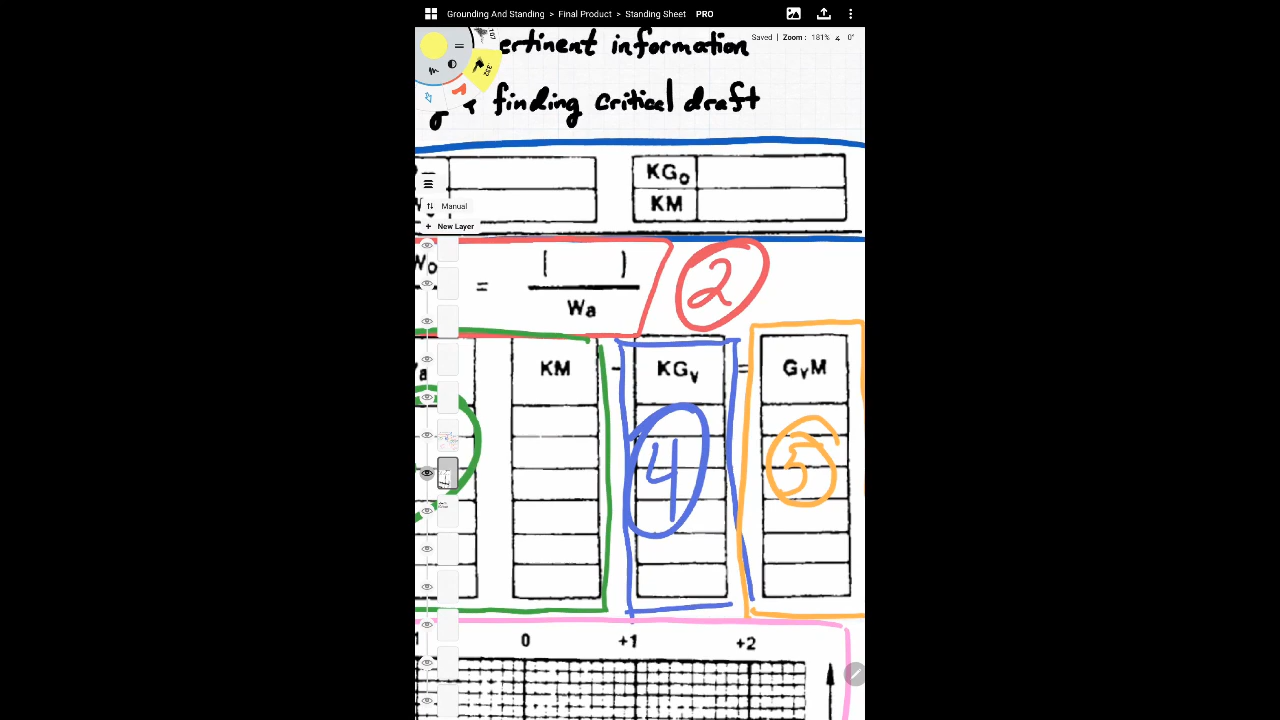 Grounding And Standing > Final Product > Standing Sheet PRO
Saved | Zoom : 181% 4 0°
ertinent information
finding critical draft
KGo
KM
Manual
+ New Layer
= ( )
Wa
2
KM - KGv = GvM
4
5
0 +1 +2